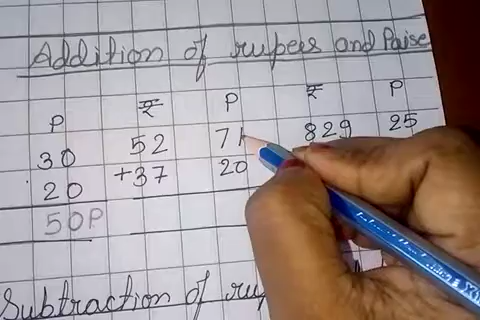 Addition of rupees and Paise
P ₹ P ₹ P
30 52 71 829 25
20 +37 20
50P
Subtraction of